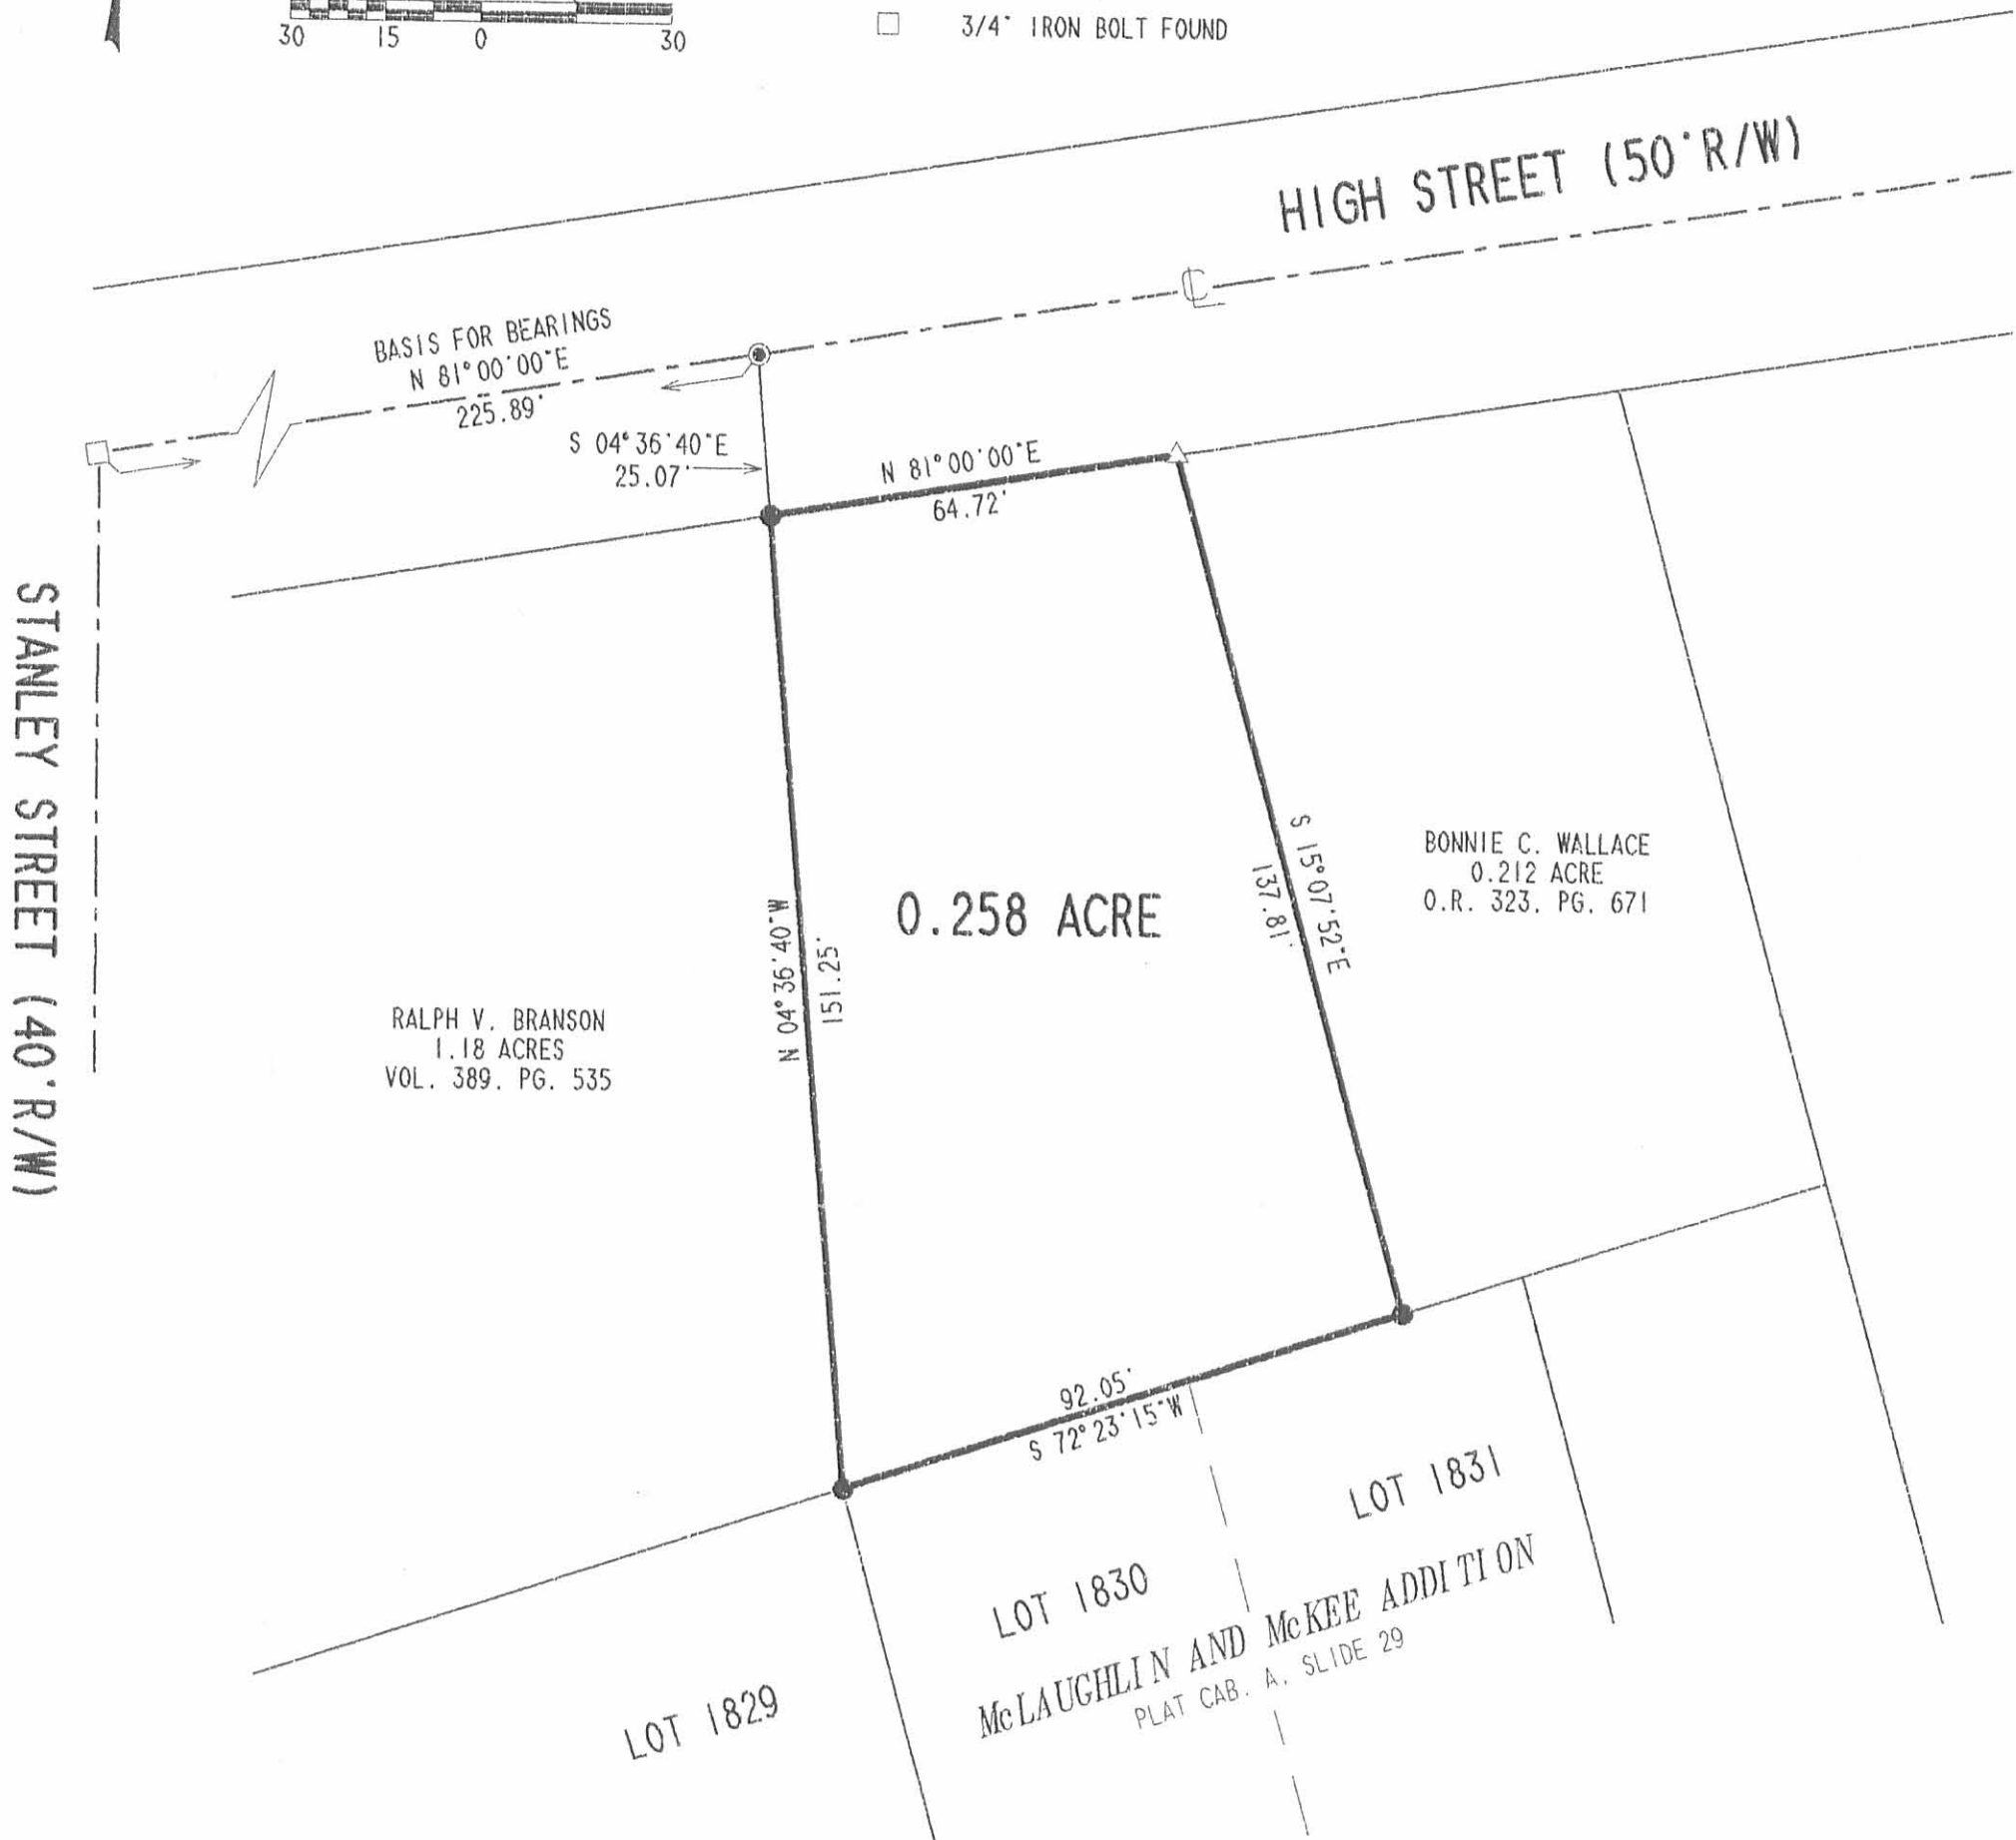 30 15 0 30
3/4" IRON BOLT FOUND
HIGH STREET (50'R/W)
℄
BASIS FOR BEARINGS
N 81°00'00"E
225.89'
S 04°36'40"E
25.07'
N 81°00'00"E
64.72'
STANLEY STREET (40'R/W)
S 15°07'52"E
137.81'
BONNIE C. WALLACE
0.212 ACRE
O.R. 323. PG. 671
0.258 ACRE
N 04°36'40"W
151.25'
RALPH V. BRANSON
1.18 ACRES
VOL. 389. PG. 535
92.05'
S 72°23'15"W
LOT 1831
LOT 1830
McLAUGHLIN AND McKEE ADDITION
PLAT CAB. A. SLIDE 29
LOT 1829